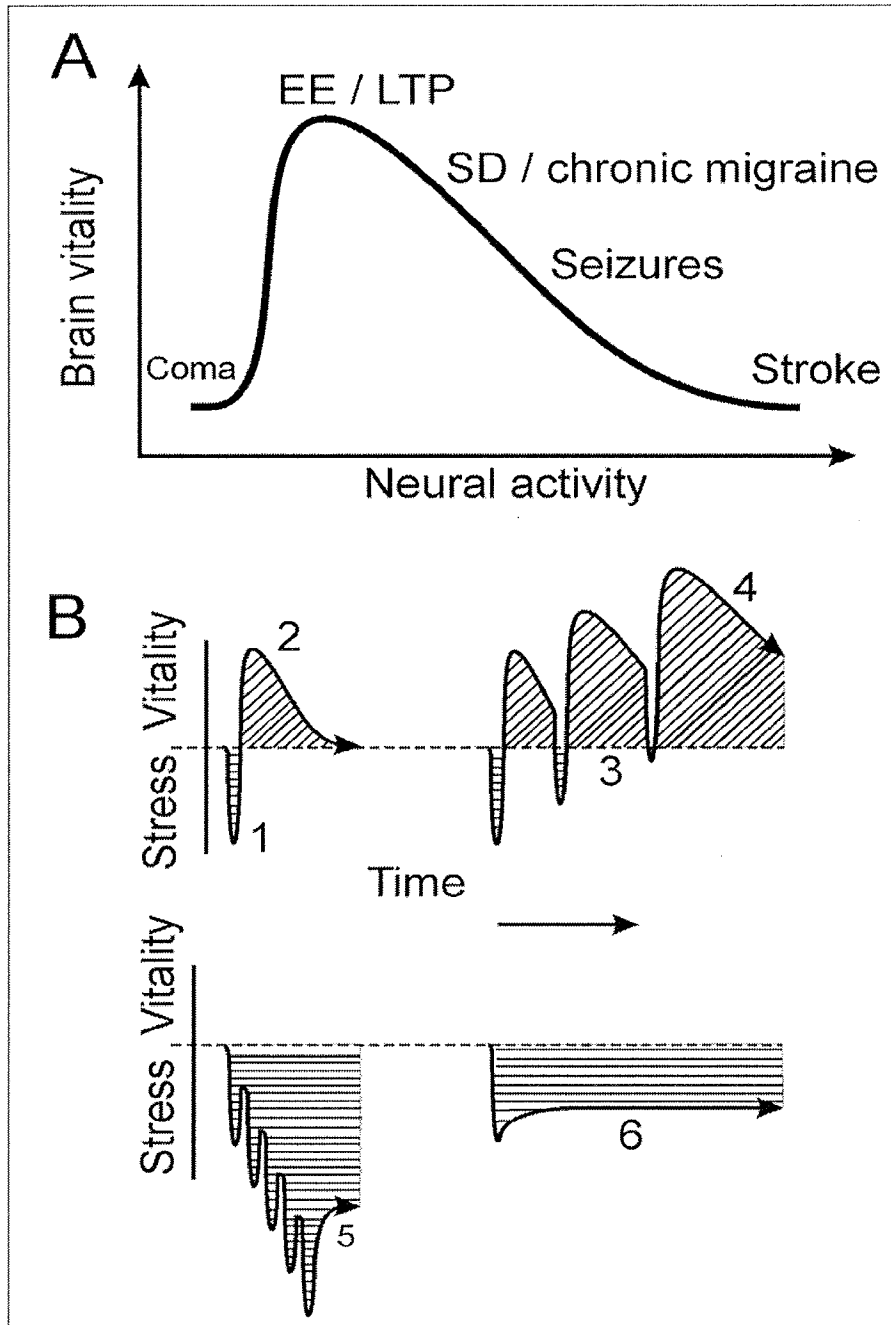 A
EE / LTP
SD / chronic migraine
Seizures
Stroke
Coma
Brain vitality
Neural activity
B
Vitality
Stress
1
2
3
4
Time
Vitality
Stress
5
6